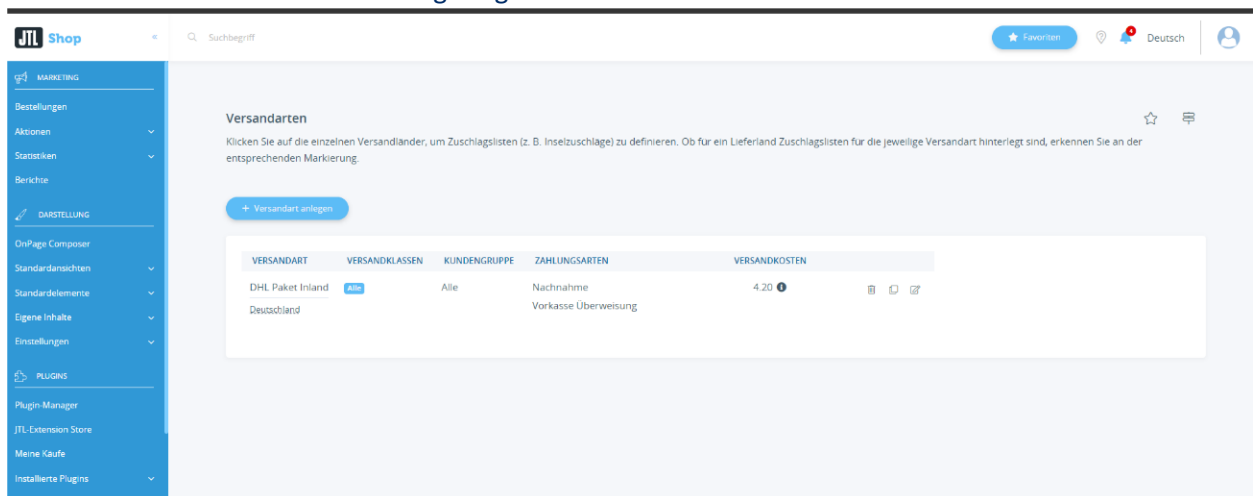 JTL Shop
Suchbegriff
Favoriten
4
Deutsch
MARKETING
Bestellungen
Aktionen
Statistiken
Berichte
DARSTELLUNG
OnPage Composer
Standardansichten
Standardelemente
Eigene Inhalte
Einstellungen
PLUGINS
Plugin-Manager
JTL-Extension Store
Meine Käufe
Installierte Plugins
Versandarten
Klicken Sie auf die einzelnen Versandländer, um Zuschlagslisten (z. B. Inselzuschläge) zu definieren. Ob für ein Lieferland Zuschlagslisten für die jeweilige Versandart hinterlegt sind, erkennen Sie an der
entsprechenden Markierung.
+ Versandart anlegen
VERSANDART VERSANDKLASSEN KUNDENGRUPPE ZAHLUNGSARTEN VERSANDKOSTEN
DHL Paket Inland Alle Alle Nachnahme 4.20
Deutschland Vorkasse Überweisung